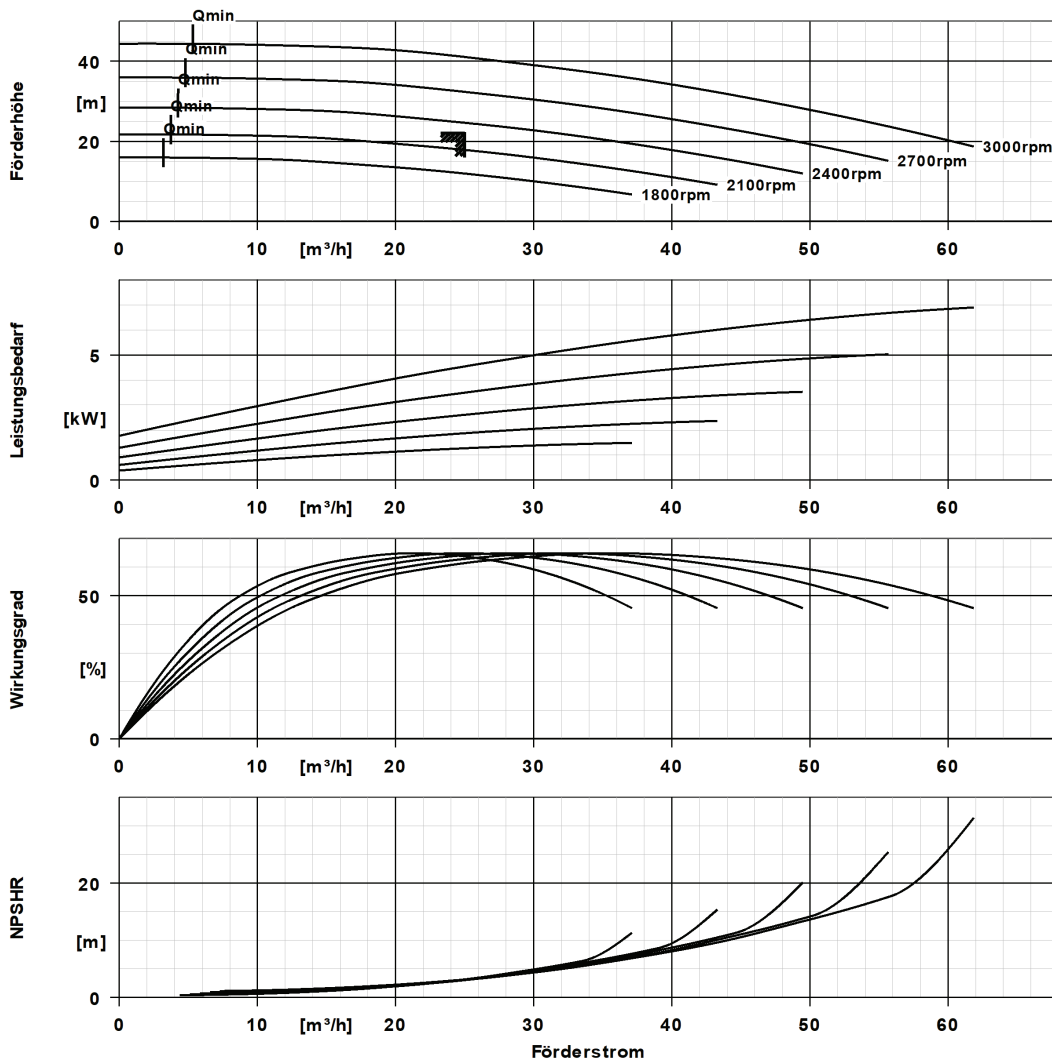 Qmin
Qmin
Qmin
Qmin
Qmin
Förderhöhe
[m]
40
20
0
3000rpm
2700rpm
2400rpm
2100rpm
1800rpm
0 10 [m³/h] 20 30 40 50 60
Leistungsbedarf
[kW]
5
0
0 10 [m³/h] 20 30 40 50 60
Wirkungsgrad
[%]
50
0
0 10 [m³/h] 20 30 40 50 60
NPSHR
[m]
20
0
0 10 [m³/h] 20 30 40 50 60
Förderstrom